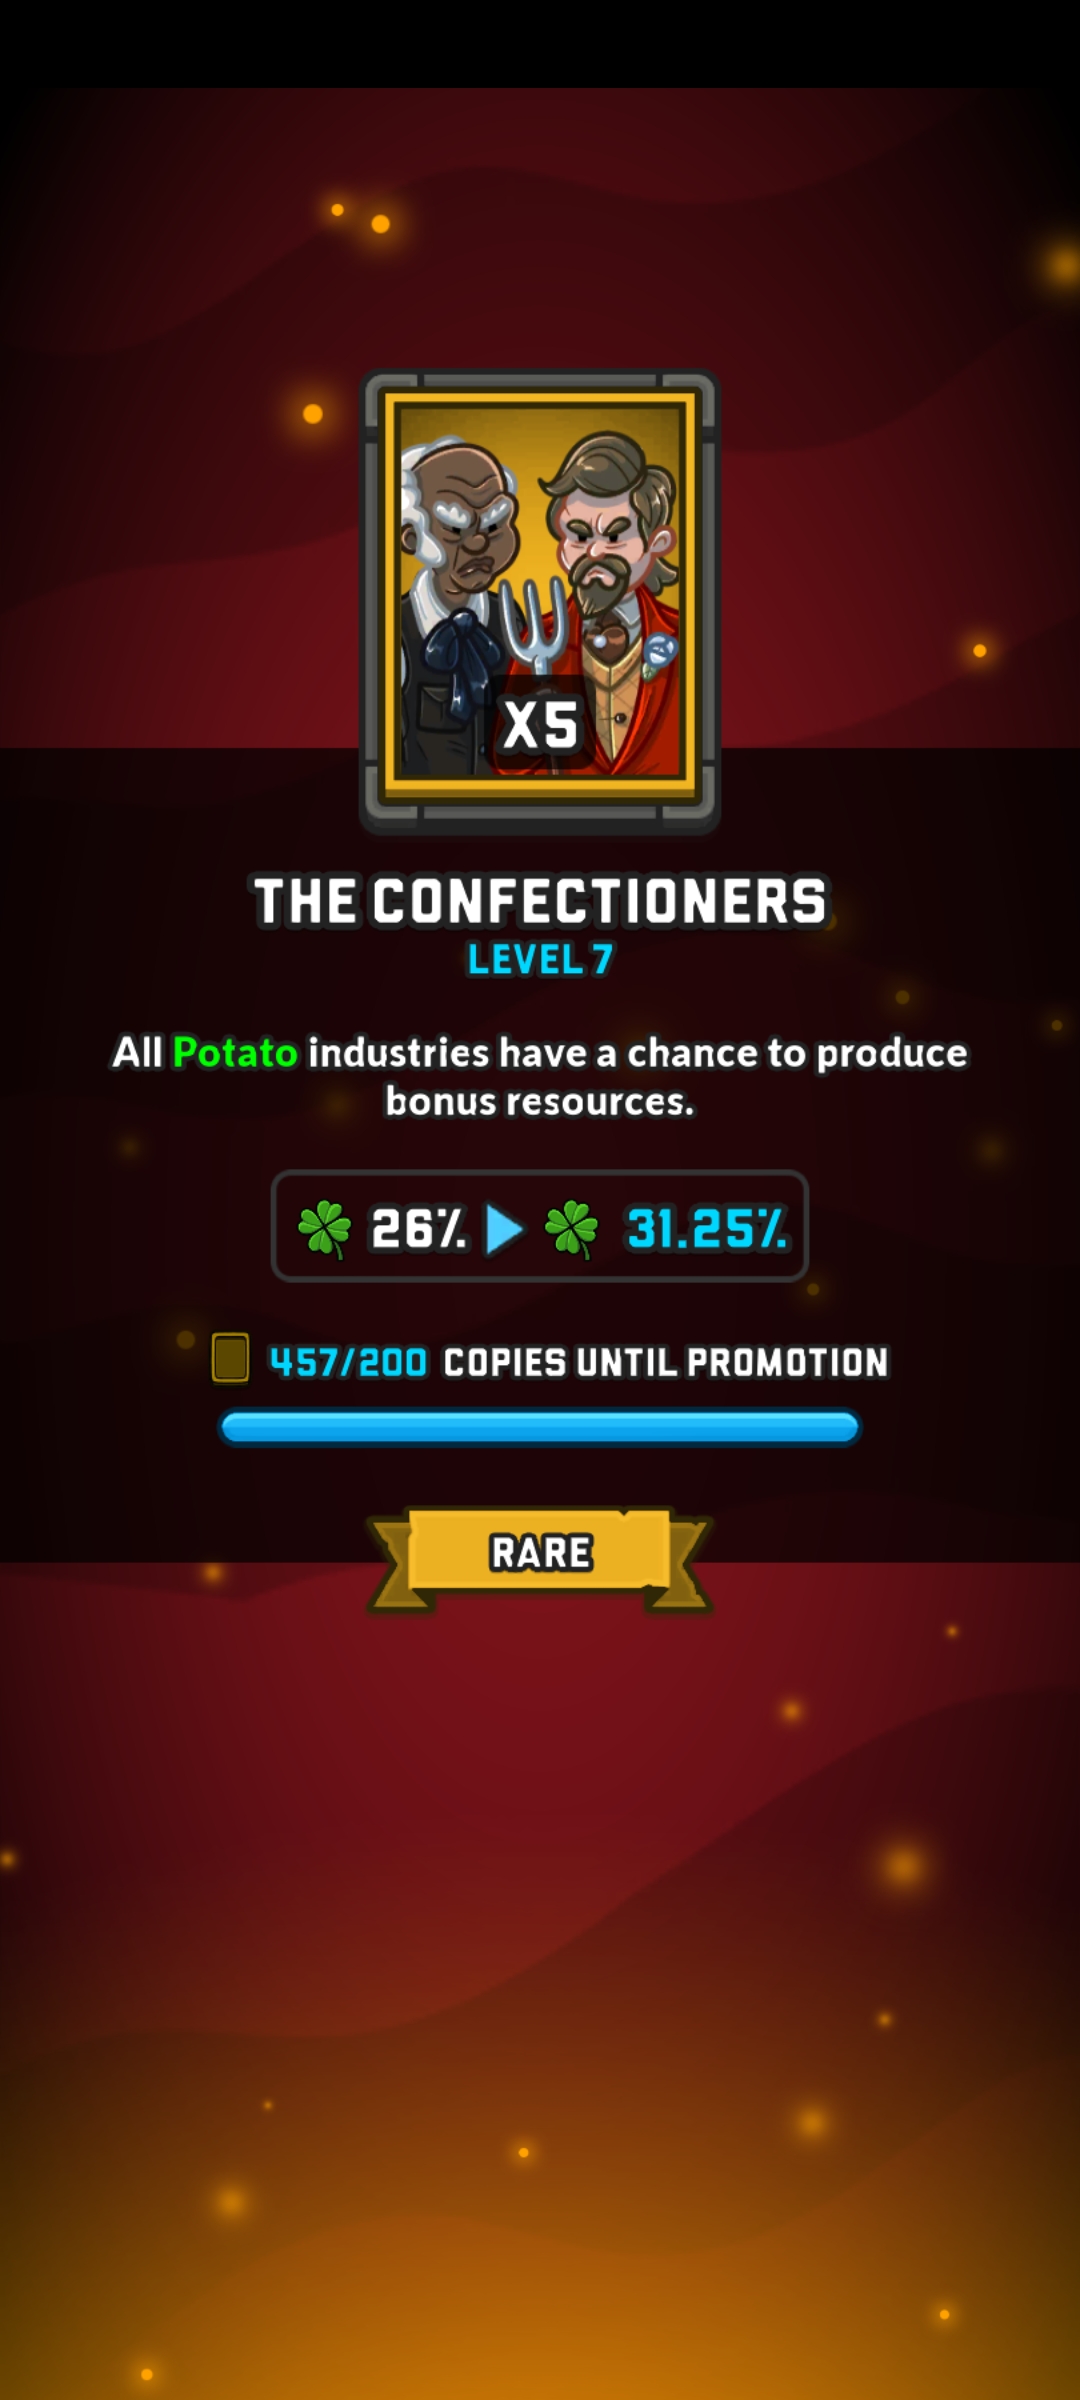 X5
THE CONFECTIONERS
LEVEL 7
All Potato industries have a chance to produce
bonus resources.
26% 31.25%
457/200 COPIES UNTIL PROMOTION
RARE